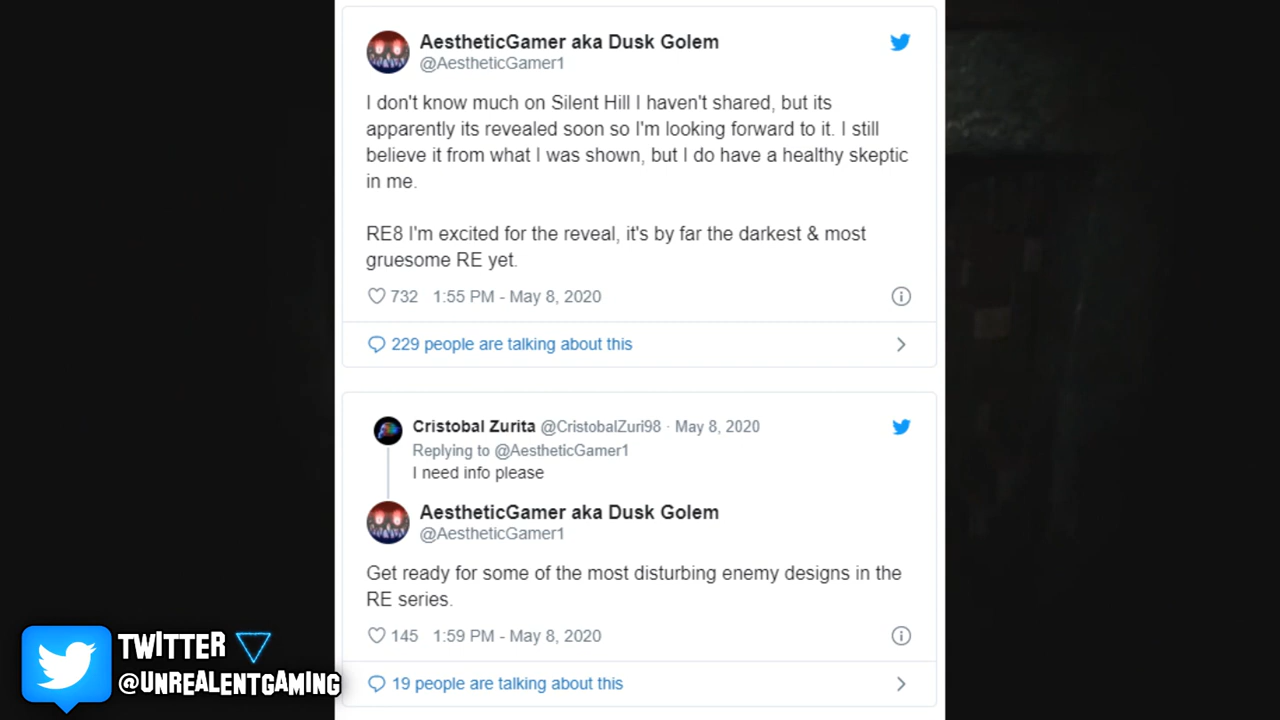 AestheticGamer aka Dusk Golem
@AestheticGamer1
I don't know much on Silent Hill I haven't shared, but its
apparently its revealed soon so I'm looking forward to it. I still
believe it from what I was shown, but I do have a healthy skeptic
in me.
RE8 I'm excited for the reveal, it's by far the darkest & most
gruesome RE yet.
732 1:55 PM - May 8, 2020
229 people are talking about this
Cristobal Zurita @CristobalZuri98 · May 8, 2020
Replying to @AestheticGamer1
I need info please
AestheticGamer aka Dusk Golem
@AestheticGamer1
Get ready for some of the most disturbing enemy designs in the
RE series.
145 1:59 PM - May 8, 2020
19 people are talking about this
TWITTER
@UNREALENTGAMING